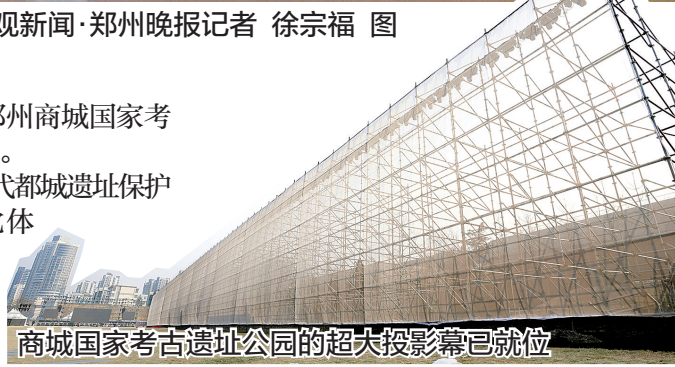 观新闻·郑州晚报记者 徐宗福 图
郑州商城国家考
。
代都城遗址保护
化体
商城国家考古遗址公园的超大投影幕已就位